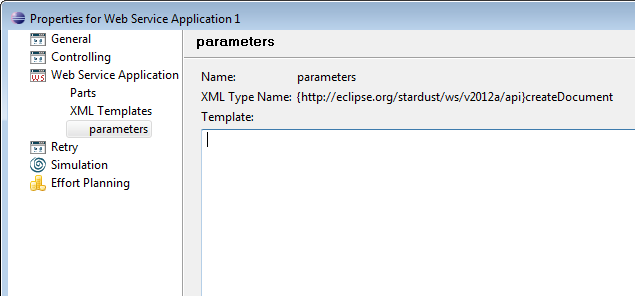 Properties for Web Service Application 1
General
Controlling
Web Service Application
Parts
XML Templates
parameters
Retry
Simulation
Effort Planning
parameters
Name: parameters
XML Type Name: {http://eclipse.org/stardust/ws/v2012a/api}createDocument
Template: